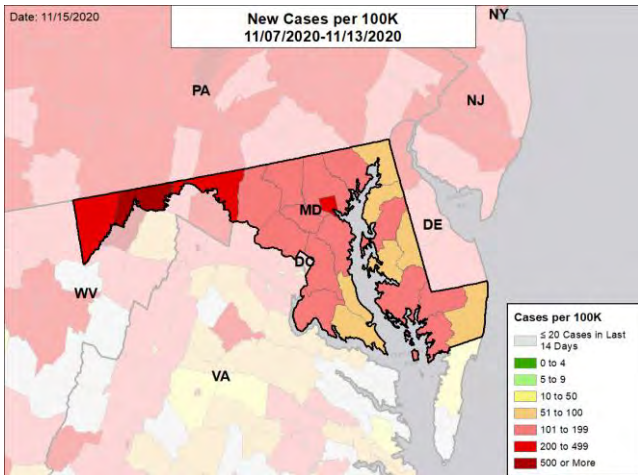 Date: 11/15/2020
New Cases per 100K
11/07/2020-11/13/2020
NY
PA
NJ
MD
DE
DC
WV
VA
Cases per 100K
≤ 20 Cases in Last
14 Days
0 to 4
5 to 9
10 to 50
51 to 100
101 to 199
200 to 499
500 or More